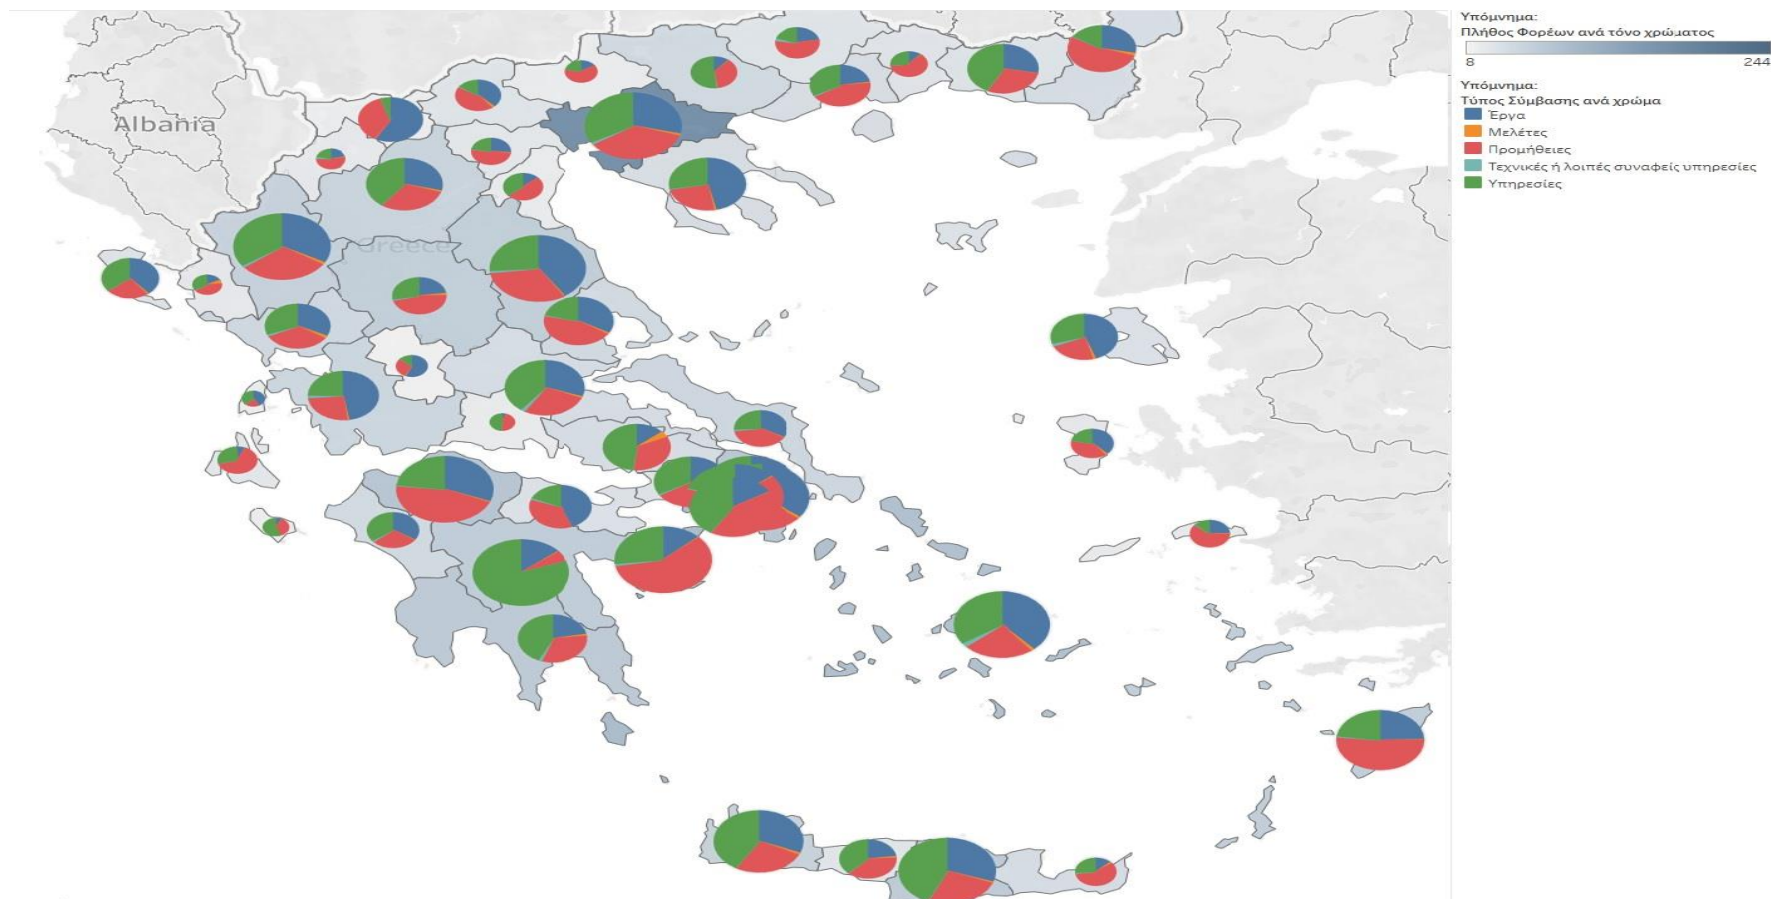 Υπόμνημα:
Πλήθος Φορέων ανά τόνο χρώματος
8 244
Υπόμνημα:
Τύπος Σύμβασης ανά χρώμα
Έργα
Μελέτες
Προμήθειες
Τεχνικές ή λοιπές συναφείς υπηρεσίες
Υπηρεσίες
Albania
Greece